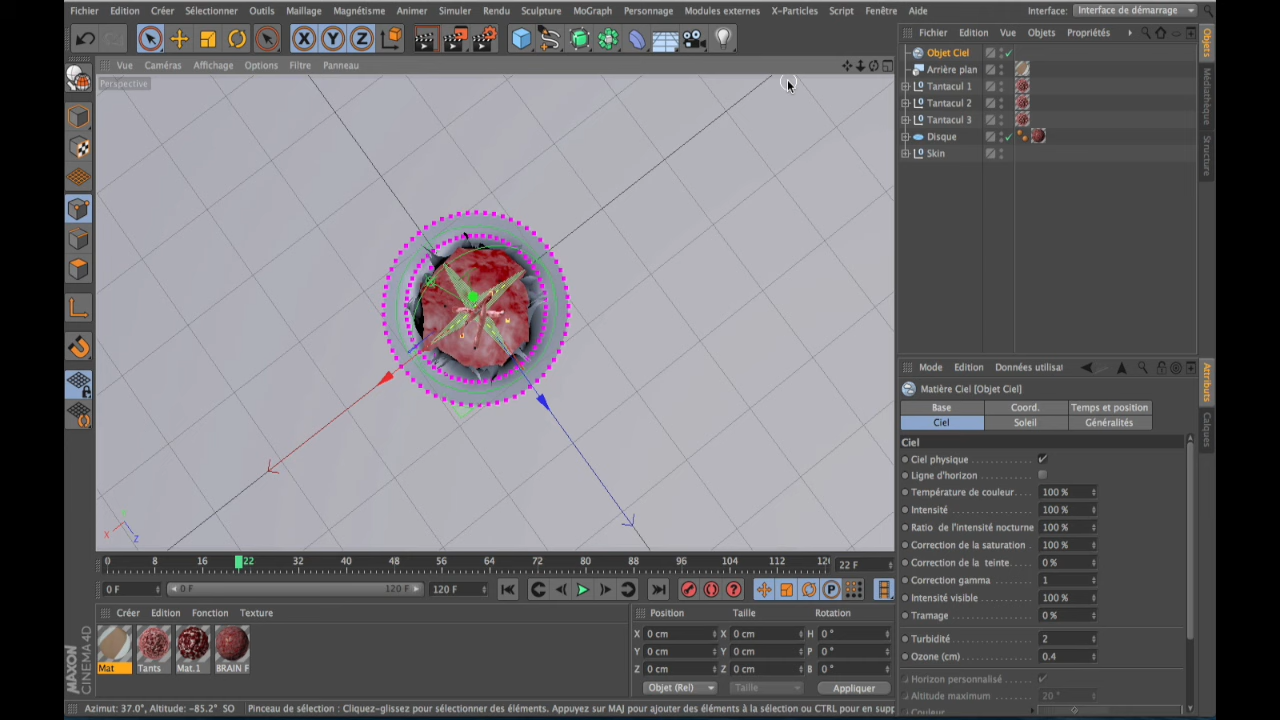 Fichier Edition Créer Sélectionner Outils Maillage Magnétisme Animer Simuler Rendu Sculpture MoGraph Personnage Modules externes X-Particles Script Fenêtre Aide Interface: Interface de démarrage
X Y Z
Vue Caméras Affichage Options Filtre Panneau
Perspective
Fichier Edition Vue Objets Propriétés
Objet Ciel
Arrière plan
Tantacul 1
Tantacul 2
Tantacul 3
Disque
Skin
Objets
Médiathèque
Structure
Mode Edition Données utilisat
Matière Ciel [Objet Ciel]
Base Coord. Temps et position
Ciel Soleil Généralités
Ciel
Ciel physique
Ligne d'horizon
Température de couleur 100 %
Intensité 100 %
Ratio de l'intensité nocturne 100 %
Correction de la saturation 100 %
Correction de la teinte 0 %
Correction gamma 1
Intensité visible 100 %
Tramage 0 %
Turbidité 2
Ozone (cm) 0.4
Horizon personnalisé
Altitude maximum 20 °
Couleur
Attributs
Calques
X Z
0 8 16 22 32 40 48 56 64 72 80 88 96 104 112 12 22 F
0 F 0 F 120 F 120 F
Créer Edition Fonction Texture
Mat Tants Mat.1 BRAIN F
Position Taille Rotation
X 0 cm X 0 cm H 0 °
Y 0 cm Y 0 cm P 0 °
Z 0 cm Z 0 cm B 0 °
Objet (Rel) Taille Appliquer
MAXON CINEMA 4D
Azimut: 37.0°, Altitude: -85.2° SO Pinceau de sélection : Cliquez-glissez pour sélectionner des éléments. Appuyez sur MAJ pour ajouter des éléments à la sélection ou CTRL pour en supp